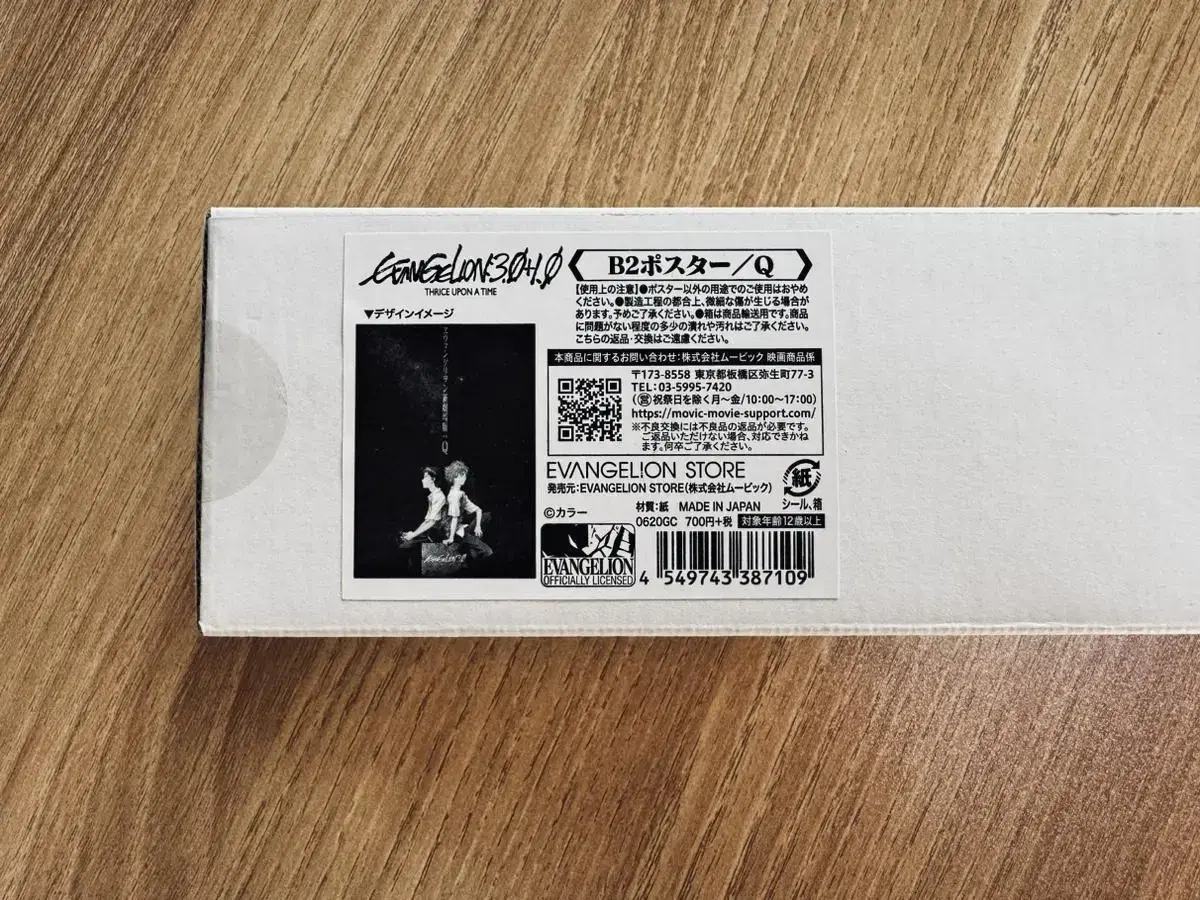 EVANGELION:3.0+1.0
THRICE UPON A TIME
▼デザインイメージ
ヱヴァンゲリヲン新劇場版:Q
B2ポスター/Q
【使用上の注意】●ポスター以外の用途でのご使用はおやめ
ください。●製造工程の都合上、微細な傷が生じる場合が
あります。予めご了承ください。●箱は商品輸送用です。商品
に問題がない程度の多少の潰れや汚れはご了承ください。
こちらの返品・交換はご遠慮ください。
本商品に関するお問い合わせ:株式会社ムービック 映画商品係
〒173-8558 東京都板橋区弥生町77-3
TEL:03-5995-7420
(営祝祭日を除く月〜金/10:00〜17:00)
https://movic-movie-support.com/
※不良交換には不良品の返品が必要です。
ご返品いただけない場合、対応できかね
ます。何卒ご了承ください。
EVANGELION STORE
発売元:EVANGELION STORE(株式会社ムービック)
紙
シール、箱
©カラー
材質:紙 MADE IN JAPAN
0620GC 700円+税 対象年齢12歳以上
EVANGELION
OFFICIALLY LICENSED
4 549743 387109